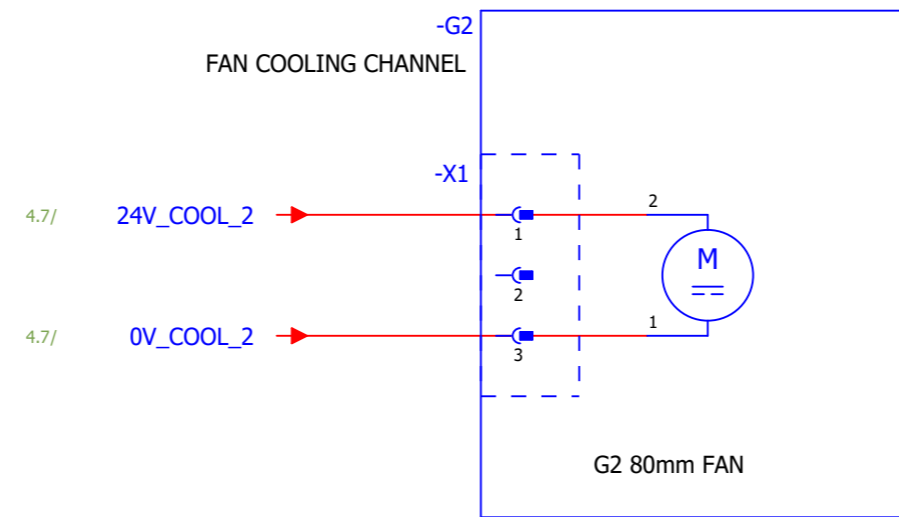 -G2
FAN COOLING CHANNEL
-X1
4.7/ 24V_COOL_2 1 2
M
2
4.7/ 0V_COOL_2 3 1
G2 80mm FAN